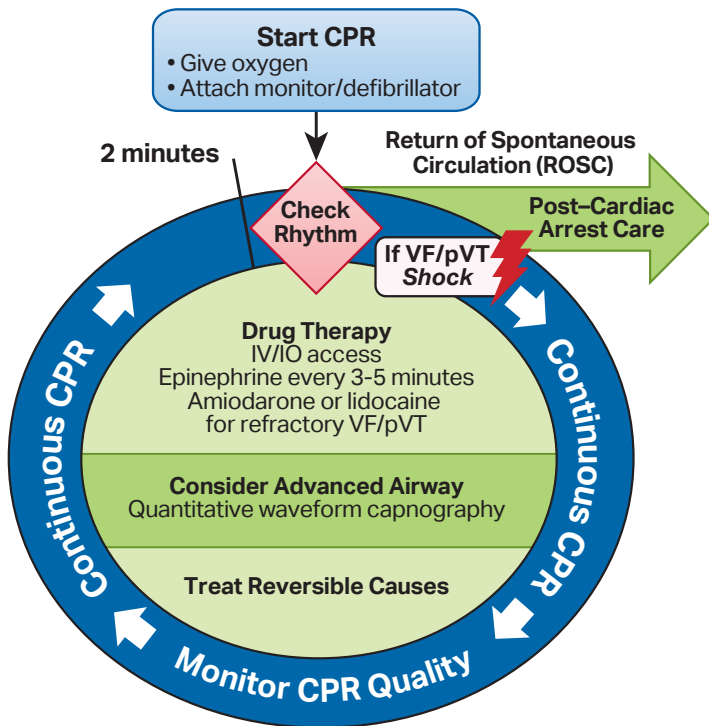 Start CPR
• Give oxygen
• Attach monitor/defibrillator
2 minutes
Return of Spontaneous
Circulation (ROSC)
Check
Rhythm
Post–Cardiac
Arrest Care
If VF/pVT
Shock
Drug Therapy
IV/IO access
Epinephrine every 3-5 minutes
Amiodarone or lidocaine
for refractory VF/pVT
Consider Advanced Airway
Quantitative waveform capnography
Treat Reversible Causes
Continuous CPR
Continuous CPR
Monitor CPR Quality